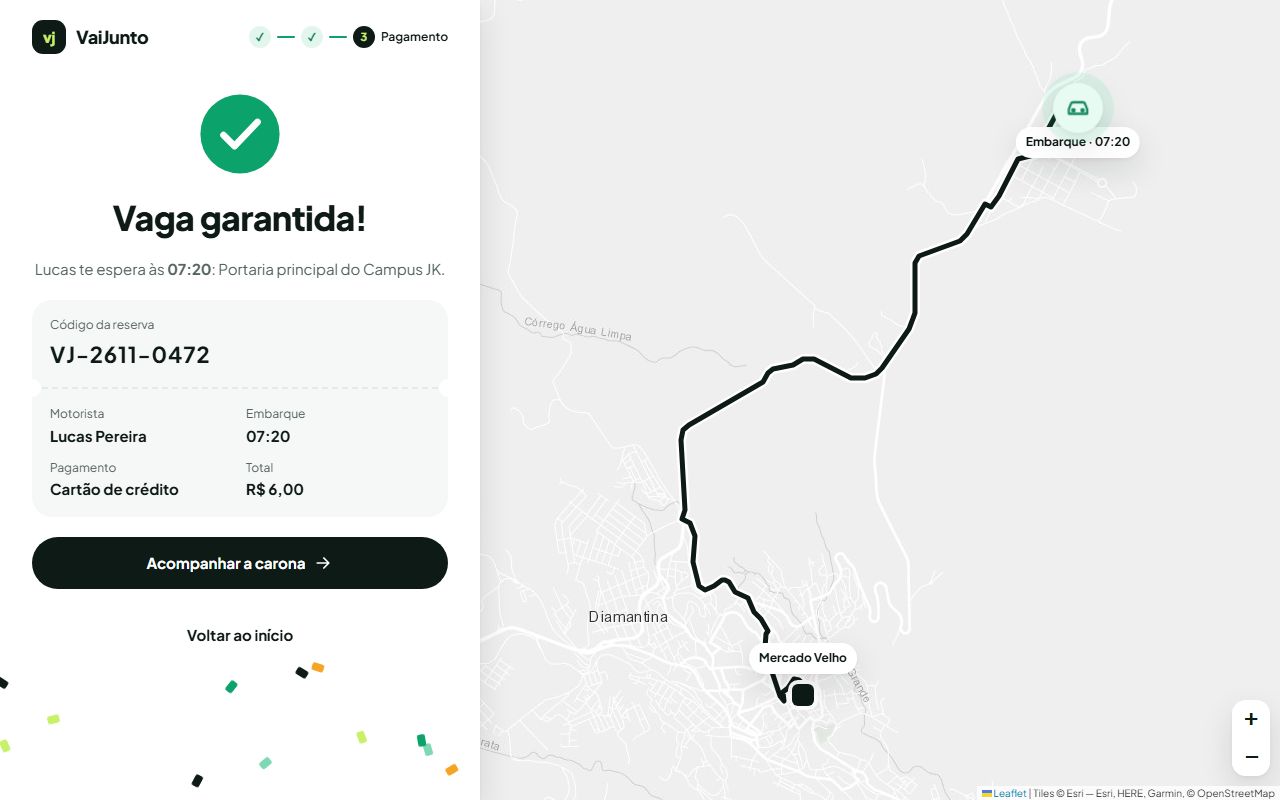 vj VaiJunto
✓ ✓ 3 Pagamento
Vaga garantida!
Lucas te espera às 07:20: Portaria principal do Campus JK.
Código da reserva
VJ-2611-0472
Motorista Embarque
Lucas Pereira 07:20
Pagamento Total
Cartão de crédito R$ 6,00
Acompanhar a carona →
Voltar ao início
Embarque · 07:20
Córrego Água Limpa
Diamantina
Mercado Velho
Grande
rata
+
−
Leaflet | Tiles © Esri — Esri, HERE, Garmin, © OpenStreetMap